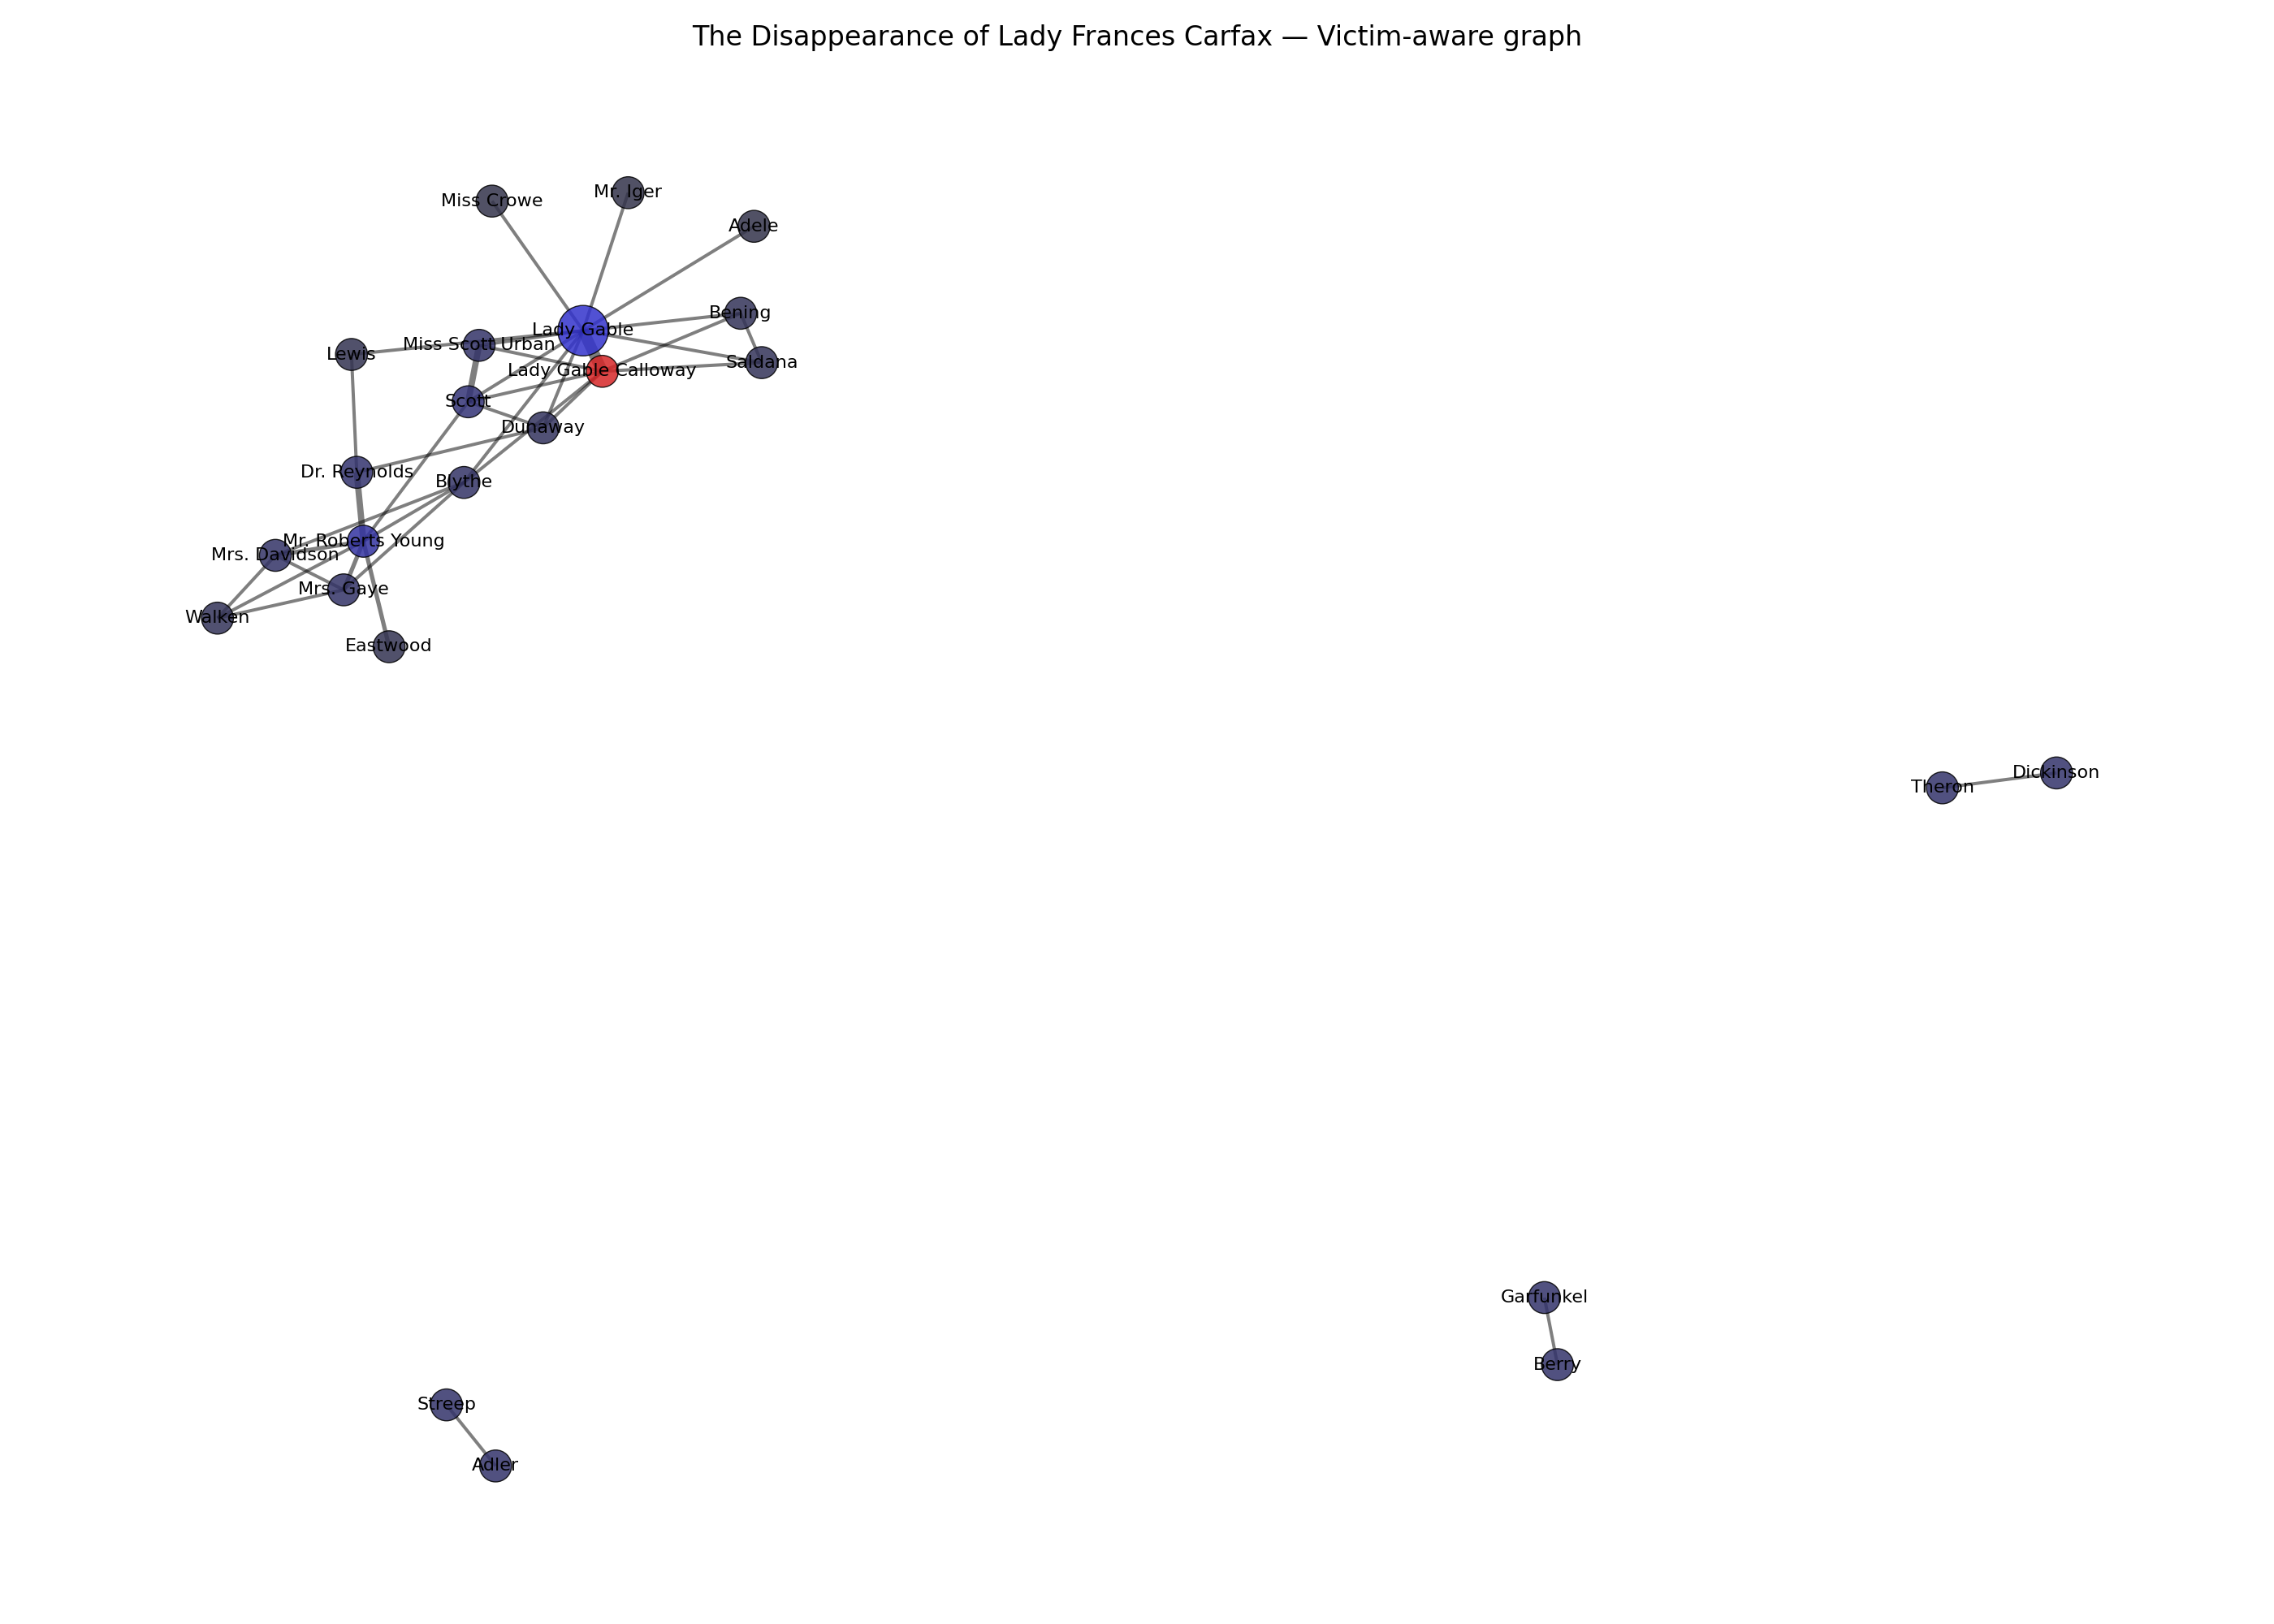 The Disappearance of Lady Frances Carfax — Victim-aware graph
Miss Crowe
Mr. Iger
Adele
Bening
Lady Gable
Miss Scott Urban
Lewis
Saldana
Lady Gable Calloway
Scott
Dunaway
Dr. Reynolds
Blythe
Mr. Roberts Young
Mrs. Davidson
Mrs. Gaye
Walken
Eastwood
Dickinson
Theron
Garfunkel
Berry
Streep
Adler